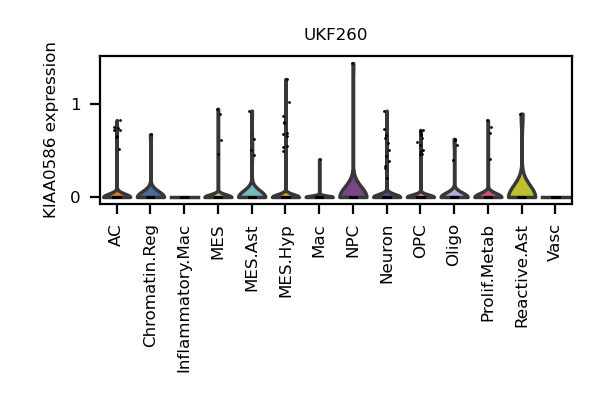 UKF260
KIAA0586 expression
1
0
AC
Chromatin.Reg
Inflammatory.Mac
MES
MES.Ast
MES.Hyp
Mac
NPC
Neuron
OPC
Oligo
Prolif.Metab
Reactive.Ast
Vasc